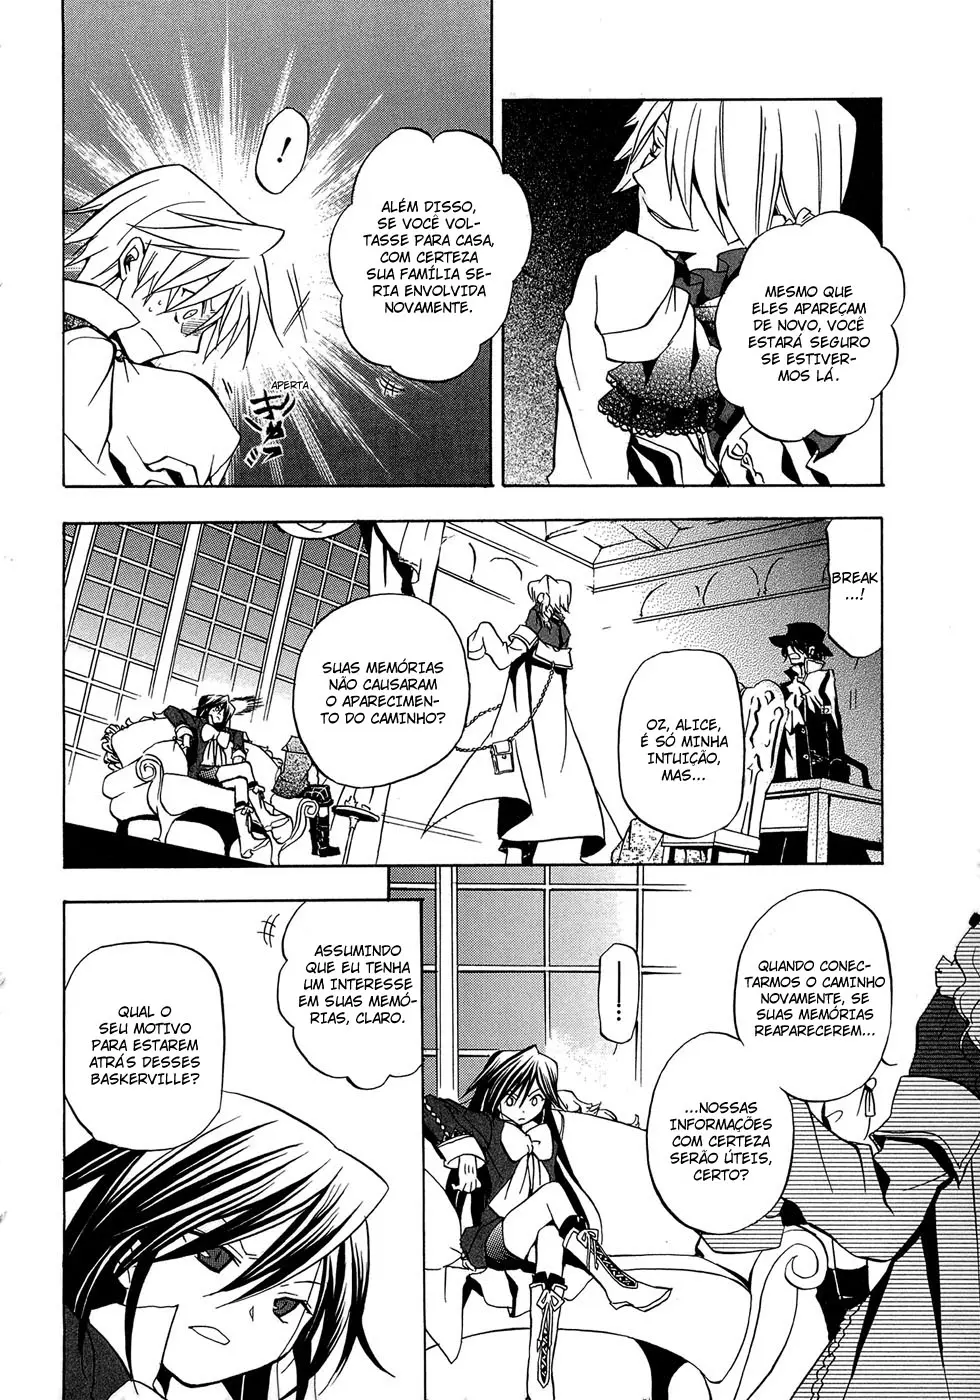 MESMO QUE
ELES APAREÇAM
DE NOVO, VOCÊ
ESTARÁ SEGURO
SE ESTIVER-
MOS LÁ.
ALÉM DISSO,
SE VOCÊ VOL-
TASSE PARA CASA,
COM CERTEZA
SUA FAMÍLIA SE-
RIA ENVOLVIDA
NOVAMENTE.
!
APERTA
BREAK
...!
OZ, ALICE,
É SÓ MINHA
INTUIÇÃO,
MAS...
SUAS MEMÓRIAS
NÃO CAUSARAM
O APARECIMEN-
TO DO CAMINHO?
QUANDO CONEC-
TARMOS O CAMINHO
NOVAMENTE, SE
SUAS MEMÓRIAS
REAPARECEREM...
...NOSSAS
INFORMAÇÕES
COM CERTEZA
SERÃO ÚTEIS,
CERTO?
...!
ASSUMINDO
QUE EU TENHA
UM INTERESSE
EM SUAS MEMÓ-
RIAS, CLARO.
QUAL O
SEU MOTIVO
PARA ESTAREM
ATRÁS DESSES
BASKERVILLE?